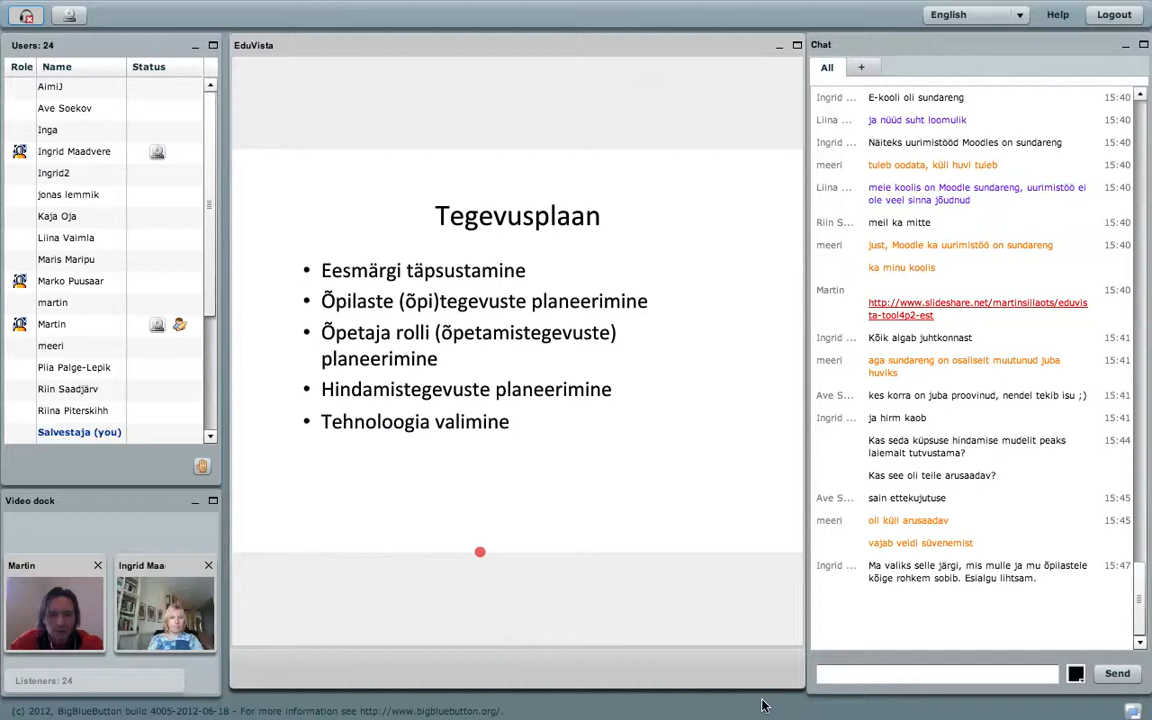 English
Help
Logout
Users: 24
Role Name Status
AimiJ
Ave Soekov
Inga
Ingrid Maadvere
Ingrid2
jonas lemmik
Kaja Oja
Liina Vaimla
Maris Maripu
Marko Puusaar
martin
Martin
meeri
Piia Palge-Lepik
Riin Saadjärv
Riina Piterskihh
Salvestaja (you)
Video dock
Martin
Ingrid Maa
Listeners: 24
EduVista
Tegevusplaan
• Eesmärgi täpsustamine
• Õpilaste (õpi)tegevuste planeerimine
• Õpetaja rolli (õpetamistegevuste)
planeerimine
• Hindamistegevuste planeerimine
• Tehnoloogia valimine
Chat
All +
Ingrid ... E-kooli oli sundareng 15:40
Liina ... ja nüüd suht loomulik 15:40
Ingrid ... Näiteks uurimistööd Moodles on sundareng 15:40
meeri tuleb oodata, küll huvi tuleb 15:40
Liina ... meie koolis on Moodle sundareng, uurimistöö ei 15:40
ole veel sinna jõudnud
Riin S... meil ka mitte 15:40
meeri just, Moodle ka uurimistöö on sundareng 15:40
ka minu koolis
Martin 15:40
http://www.slideshare.net/martinsillaots/eduvis
ta-tool4p2-est
Ingrid ... Kõik algab juhtkonnast 15:41
meeri aga sundareng on osaliselt muutunud juba 15:41
huviks
Ave S... kes korra on juba proovinud, nendel tekib isu ;) 15:41
Ingrid ... ja hirm kaob 15:41
Kas seda küpsuse hindamise mudelit peaks 15:44
laiemalt tutvustama?
Kas see oli teile arusaadav?
Ave S... sain ettekujutuse 15:45
meeri oli küll arusaadav 15:45
vajab veidi süvenemist
Ingrid ... Ma valiks selle järgi, mis mulle ja mu õpilastele 15:47
kõige rohkem sobib. Esialgu lihtsam.
Send
(c) 2012, BigBlueButton build 4005-2012-06-18 - For more information see http://www.bigbluebutton.org/.